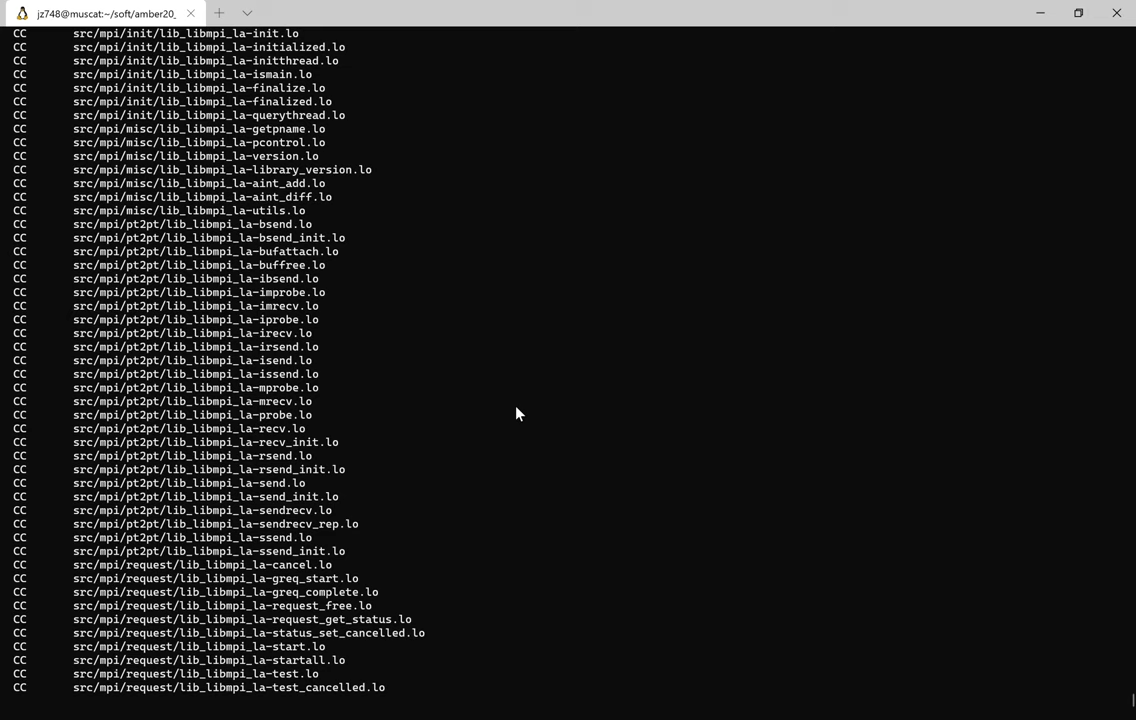 jz748@muscat:~/soft/amber20_
CC src/mpi/init/lib_libmpi_la-init.lo
CC src/mpi/init/lib_libmpi_la-initialized.lo
CC src/mpi/init/lib_libmpi_la-initthread.lo
CC src/mpi/init/lib_libmpi_la-ismain.lo
CC src/mpi/init/lib_libmpi_la-finalize.lo
CC src/mpi/init/lib_libmpi_la-finalized.lo
CC src/mpi/init/lib_libmpi_la-querythread.lo
CC src/mpi/misc/lib_libmpi_la-getpname.lo
CC src/mpi/misc/lib_libmpi_la-pcontrol.lo
CC src/mpi/misc/lib_libmpi_la-version.lo
CC src/mpi/misc/lib_libmpi_la-library_version.lo
CC src/mpi/misc/lib_libmpi_la-aint_add.lo
CC src/mpi/misc/lib_libmpi_la-aint_diff.lo
CC src/mpi/misc/lib_libmpi_la-utils.lo
CC src/mpi/pt2pt/lib_libmpi_la-bsend.lo
CC src/mpi/pt2pt/lib_libmpi_la-bsend_init.lo
CC src/mpi/pt2pt/lib_libmpi_la-bufattach.lo
CC src/mpi/pt2pt/lib_libmpi_la-buffree.lo
CC src/mpi/pt2pt/lib_libmpi_la-ibsend.lo
CC src/mpi/pt2pt/lib_libmpi_la-improbe.lo
CC src/mpi/pt2pt/lib_libmpi_la-imrecv.lo
CC src/mpi/pt2pt/lib_libmpi_la-iprobe.lo
CC src/mpi/pt2pt/lib_libmpi_la-irecv.lo
CC src/mpi/pt2pt/lib_libmpi_la-irsend.lo
CC src/mpi/pt2pt/lib_libmpi_la-isend.lo
CC src/mpi/pt2pt/lib_libmpi_la-issend.lo
CC src/mpi/pt2pt/lib_libmpi_la-mprobe.lo
CC src/mpi/pt2pt/lib_libmpi_la-mrecv.lo
CC src/mpi/pt2pt/lib_libmpi_la-probe.lo
CC src/mpi/pt2pt/lib_libmpi_la-recv.lo
CC src/mpi/pt2pt/lib_libmpi_la-recv_init.lo
CC src/mpi/pt2pt/lib_libmpi_la-rsend.lo
CC src/mpi/pt2pt/lib_libmpi_la-rsend_init.lo
CC src/mpi/pt2pt/lib_libmpi_la-send.lo
CC src/mpi/pt2pt/lib_libmpi_la-send_init.lo
CC src/mpi/pt2pt/lib_libmpi_la-sendrecv.lo
CC src/mpi/pt2pt/lib_libmpi_la-sendrecv_rep.lo
CC src/mpi/pt2pt/lib_libmpi_la-ssend.lo
CC src/mpi/pt2pt/lib_libmpi_la-ssend_init.lo
CC src/mpi/request/lib_libmpi_la-cancel.lo
CC src/mpi/request/lib_libmpi_la-greq_start.lo
CC src/mpi/request/lib_libmpi_la-greq_complete.lo
CC src/mpi/request/lib_libmpi_la-request_free.lo
CC src/mpi/request/lib_libmpi_la-request_get_status.lo
CC src/mpi/request/lib_libmpi_la-status_set_cancelled.lo
CC src/mpi/request/lib_libmpi_la-start.lo
CC src/mpi/request/lib_libmpi_la-startall.lo
CC src/mpi/request/lib_libmpi_la-test.lo
CC src/mpi/request/lib_libmpi_la-test_cancelled.lo